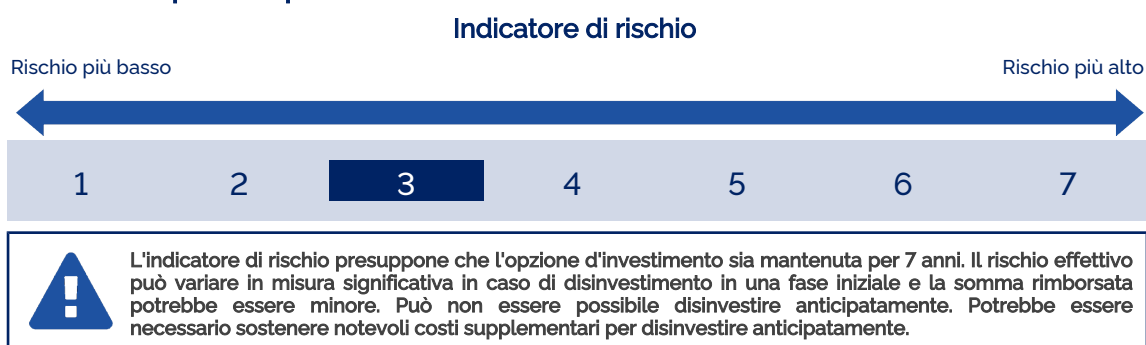 Indicatore di rischio
Rischio più basso
Rischio più alto
1 2 3 4 5 6 7
L'indicatore di rischio presuppone che l'opzione d'investimento sia mantenuta per 7 anni. Il rischio effettivo
può variare in misura significativa in caso di disinvestimento in una fase iniziale e la somma rimborsata
potrebbe essere minore. Può non essere possibile disinvestire anticipatamente. Potrebbe essere
necessario sostenere notevoli costi supplementari per disinvestire anticipatamente.